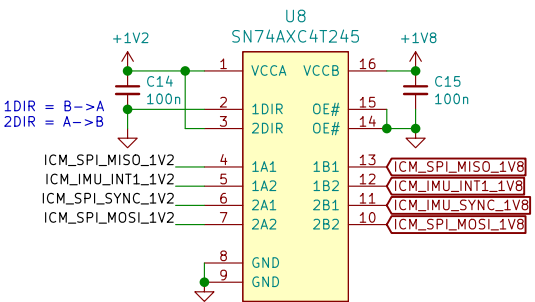 U8
SN74AXC4T245
+1V2
+1V8
1 VCCA VCCB 16
C14
100n
C15
100n
1DIR = B->A
2DIR = A->B
2 1DIR OE# 15
3 2DIR OE# 14
ICM_SPI_MISO_1V2 4 1A1 1B1 13 ICM_SPI_MISO_1V8
ICM_IMU_INT1_1V2 5 1A2 1B2 12 ICM_IMU_INT1_1V8
ICM_SPI_SYNC_1V2 6 2A1 2B1 11 ICM_IMU_SYNC_1V8
ICM_SPI_MOSI_1V2 7 2A2 2B2 10 ICM_SPI_MOSI_1V8
8 GND
9 GND